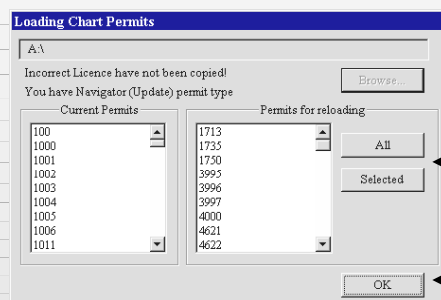 Loading Chart Permits
A:\
Browse...
Incorrect Licence have not been copied!
You have Navigator (Update) permit type
Current Permits
100
1000
1001
1002
1003
1004
1005
1006
1011
Permits for reloading
1713
1735
1750
3995
3996
3997
4000
4621
4622
All
Selected
OK